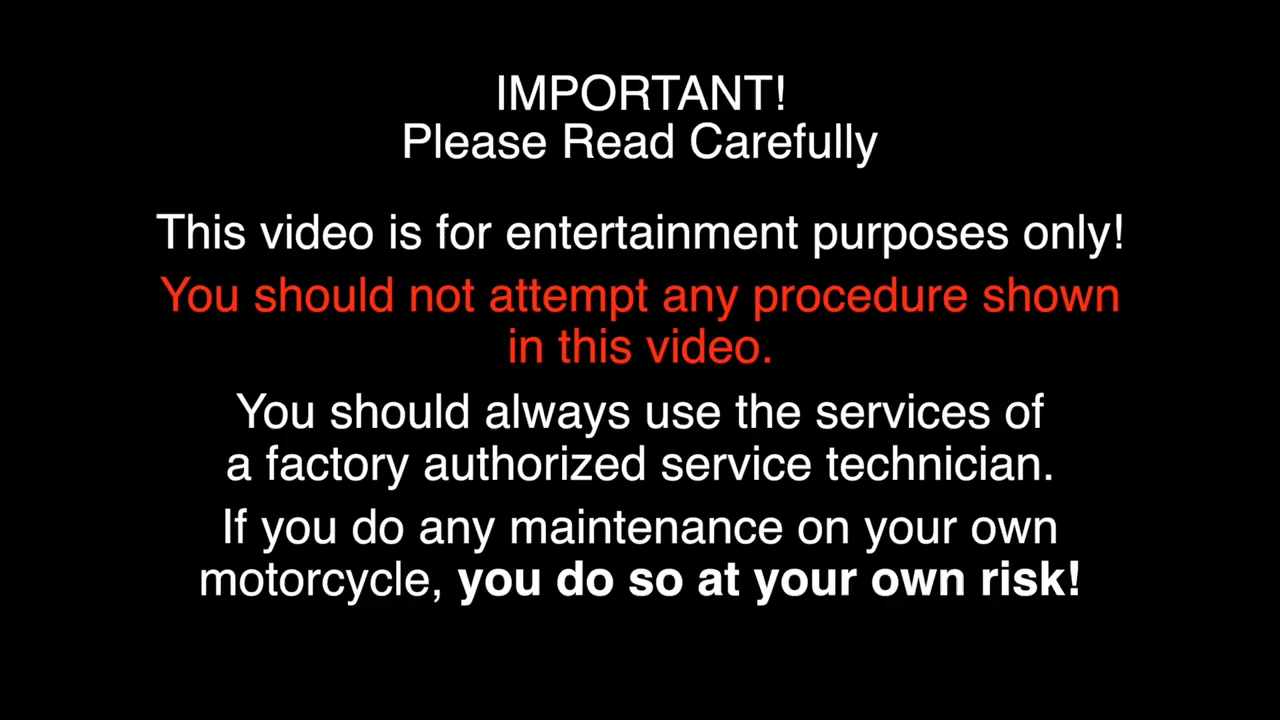 IMPORTANT!
Please Read Carefully
This video is for entertainment purposes only!
You should not attempt any procedure shown
in this video.
You should always use the services of
a factory authorized service technician.
If you do any maintenance on your own
motorcycle, you do so at your own risk!